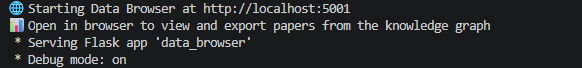 🌐 Starting Data Browser at http://localhost:5001
📊 Open in browser to view and export papers from the knowledge graph
 * Serving Flask app 'data_browser'
 * Debug mode: on